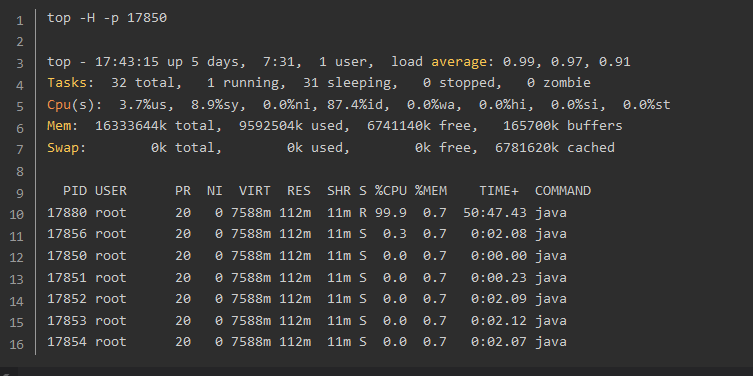 1 top -H -p 17850
2
3 top - 17:43:15 up 5 days,  7:31,  1 user,  load average: 0.99, 0.97, 0.91
4 Tasks:  32 total,   1 running,  31 sleeping,   0 stopped,   0 zombie
5 Cpu(s):  3.7%us,  8.9%sy,  0.0%ni, 87.4%id,  0.0%wa,  0.0%hi,  0.0%si,  0.0%st
6 Mem:  16333644k total,  9592504k used,  6741140k free,   165700k buffers
7 Swap:        0k total,        0k used,        0k free,  6781620k cached
8
9   PID USER      PR  NI  VIRT  RES  SHR S %CPU %MEM    TIME+  COMMAND
10 17880 root      20   0 7588m 112m  11m R 99.9  0.7  50:47.43 java
11 17856 root      20   0 7588m 112m  11m S  0.3  0.7   0:02.08 java
12 17850 root      20   0 7588m 112m  11m S  0.0  0.7   0:00.00 java
13 17851 root      20   0 7588m 112m  11m S  0.0  0.7   0:00.23 java
14 17852 root      20   0 7588m 112m  11m S  0.0  0.7   0:02.09 java
15 17853 root      20   0 7588m 112m  11m S  0.0  0.7   0:02.12 java
16 17854 root      20   0 7588m 112m  11m S  0.0  0.7   0:02.07 java